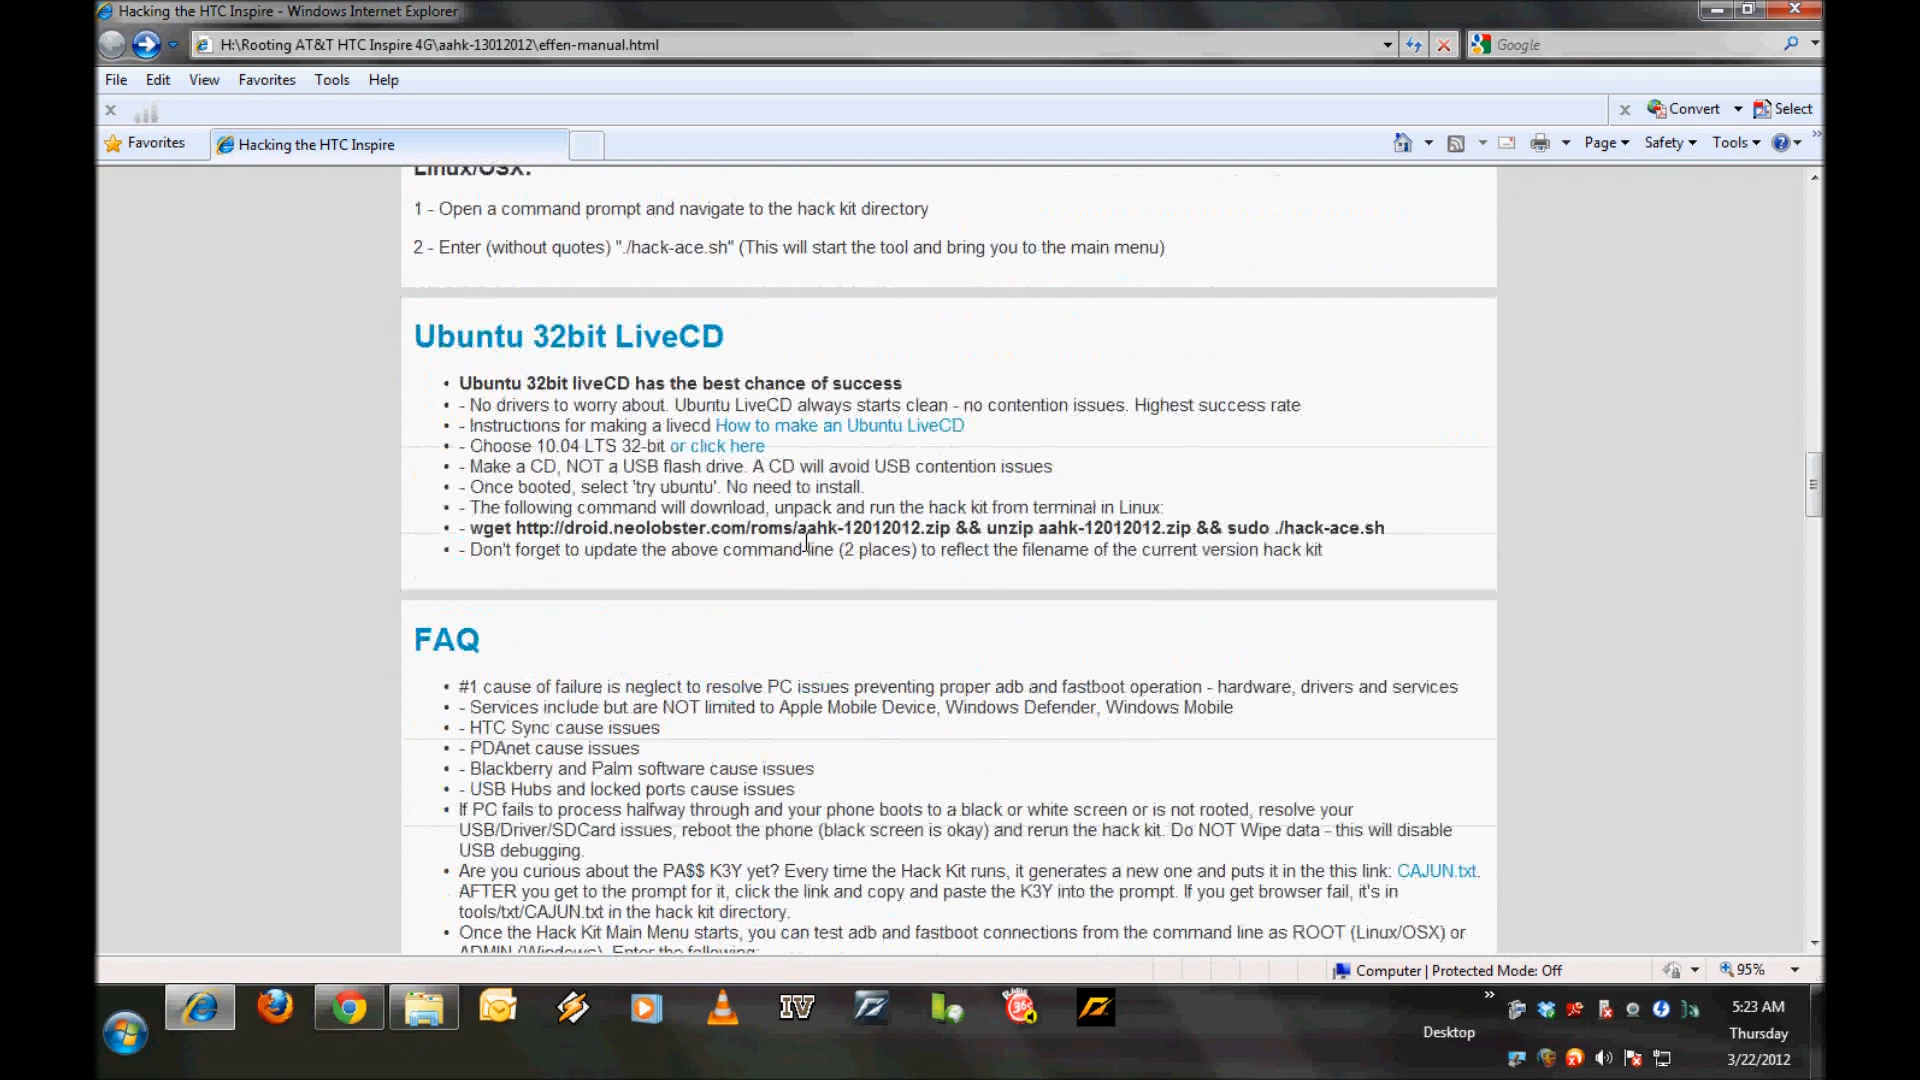 Hacking the HTC Inspire - Windows Internet Explorer
H:\Rooting AT&T HTC Inspire 4G\aahk-13012012\effen-manual.html
Google
File Edit View Favorites Tools Help
x
x Convert Select
Favorites Hacking the HTC Inspire
Page Safety Tools
Linux/OSX:
1 - Open a command prompt and navigate to the hack kit directory
2 - Enter (without quotes) "./hack-ace.sh" (This will start the tool and bring you to the main menu)
Ubuntu 32bit LiveCD
• Ubuntu 32bit liveCD has the best chance of success
• - No drivers to worry about. Ubuntu LiveCD always starts clean - no contention issues. Highest success rate
• - Instructions for making a livecd How to make an Ubuntu LiveCD
• - Choose 10.04 LTS 32-bit or click here
• - Make a CD, NOT a USB flash drive. A CD will avoid USB contention issues
• - Once booted, select 'try ubuntu'. No need to install.
• - The following command will download, unpack and run the hack kit from terminal in Linux:
• - wget http://droid.neolobster.com/roms/aahk-12012012.zip && unzip aahk-12012012.zip && sudo ./hack-ace.sh
• - Don't forget to update the above command line (2 places) to reflect the filename of the current version hack kit
FAQ
• #1 cause of failure is neglect to resolve PC issues preventing proper adb and fastboot operation - hardware, drivers and services
• - Services include but are NOT limited to Apple Mobile Device, Windows Defender, Windows Mobile
• - HTC Sync cause issues
• - PDAnet cause issues
• - Blackberry and Palm software cause issues
• - USB Hubs and locked ports cause issues
• If PC fails to process halfway through and your phone boots to a black or white screen or is not rooted, resolve your
USB/Driver/SDCard issues, reboot the phone (black screen is okay) and rerun the hack kit. Do NOT Wipe data - this will disable
USB debugging.
• Are you curious about the PA$$ K3Y yet? Every time the Hack Kit runs, it generates a new one and puts it in the this link: CAJUN.txt.
AFTER you get to the prompt for it, click the link and copy and paste the K3Y into the prompt. If you get browser fail, it's in
tools/txt/CAJUN.txt in the hack kit directory.
• Once the Hack Kit Main Menu starts, you can test adb and fastboot connections from the command line as ROOT (Linux/OSX) or
ADMIN (Windows). Enter the following:
Computer | Protected Mode: Off
95%
IV
36
Desktop
5:23 AM
Thursday
3/22/2012